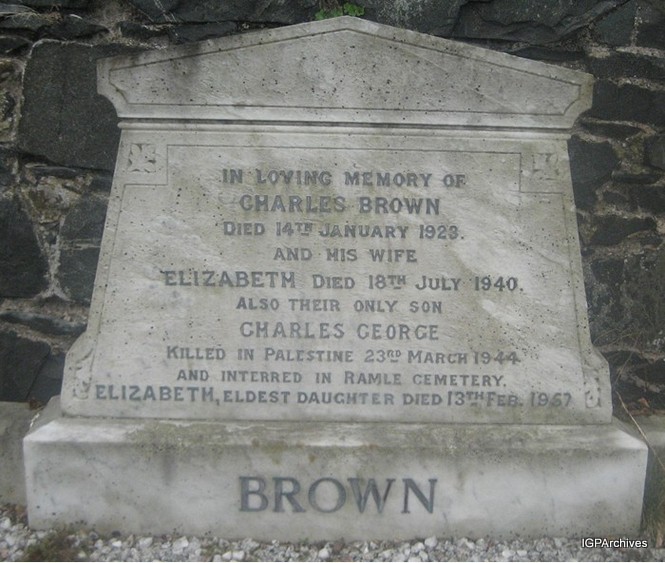 IN LOVING MEMORY OF
CHARLES BROWN
DIED 14TH JANUARY 1923.
AND HIS WIFE
ELIZABETH DIED 18TH JULY 1940.
ALSO THEIR ONLY SON
CHARLES GEORGE
KILLED IN PALESTINE 23RD MARCH 1944
AND INTERRED IN RAMLE CEMETERY.
ELIZABETH, ELDEST DAUGHTER DIED 13TH FEB. 1967
BROWN
IGPArchives